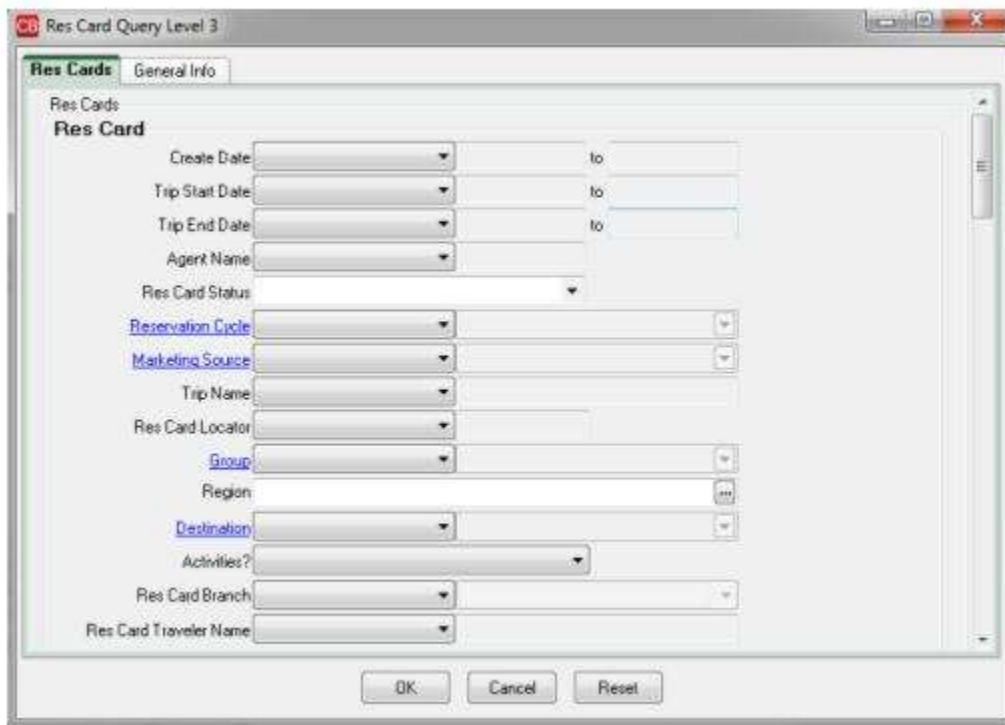 CB Res Card Query Level 3
Res Cards General Info
Res Cards
Res Card
Create Date to
Trip Start Date to
Trip End Date to
Agent Name
Res Card Status
Reservation Cycle
Marketing Source
Trip Name
Res Card Locator
Group
Region ...
Destination
Activities?
Res Card Branch
Res Card Traveler Name
OK Cancel Reset